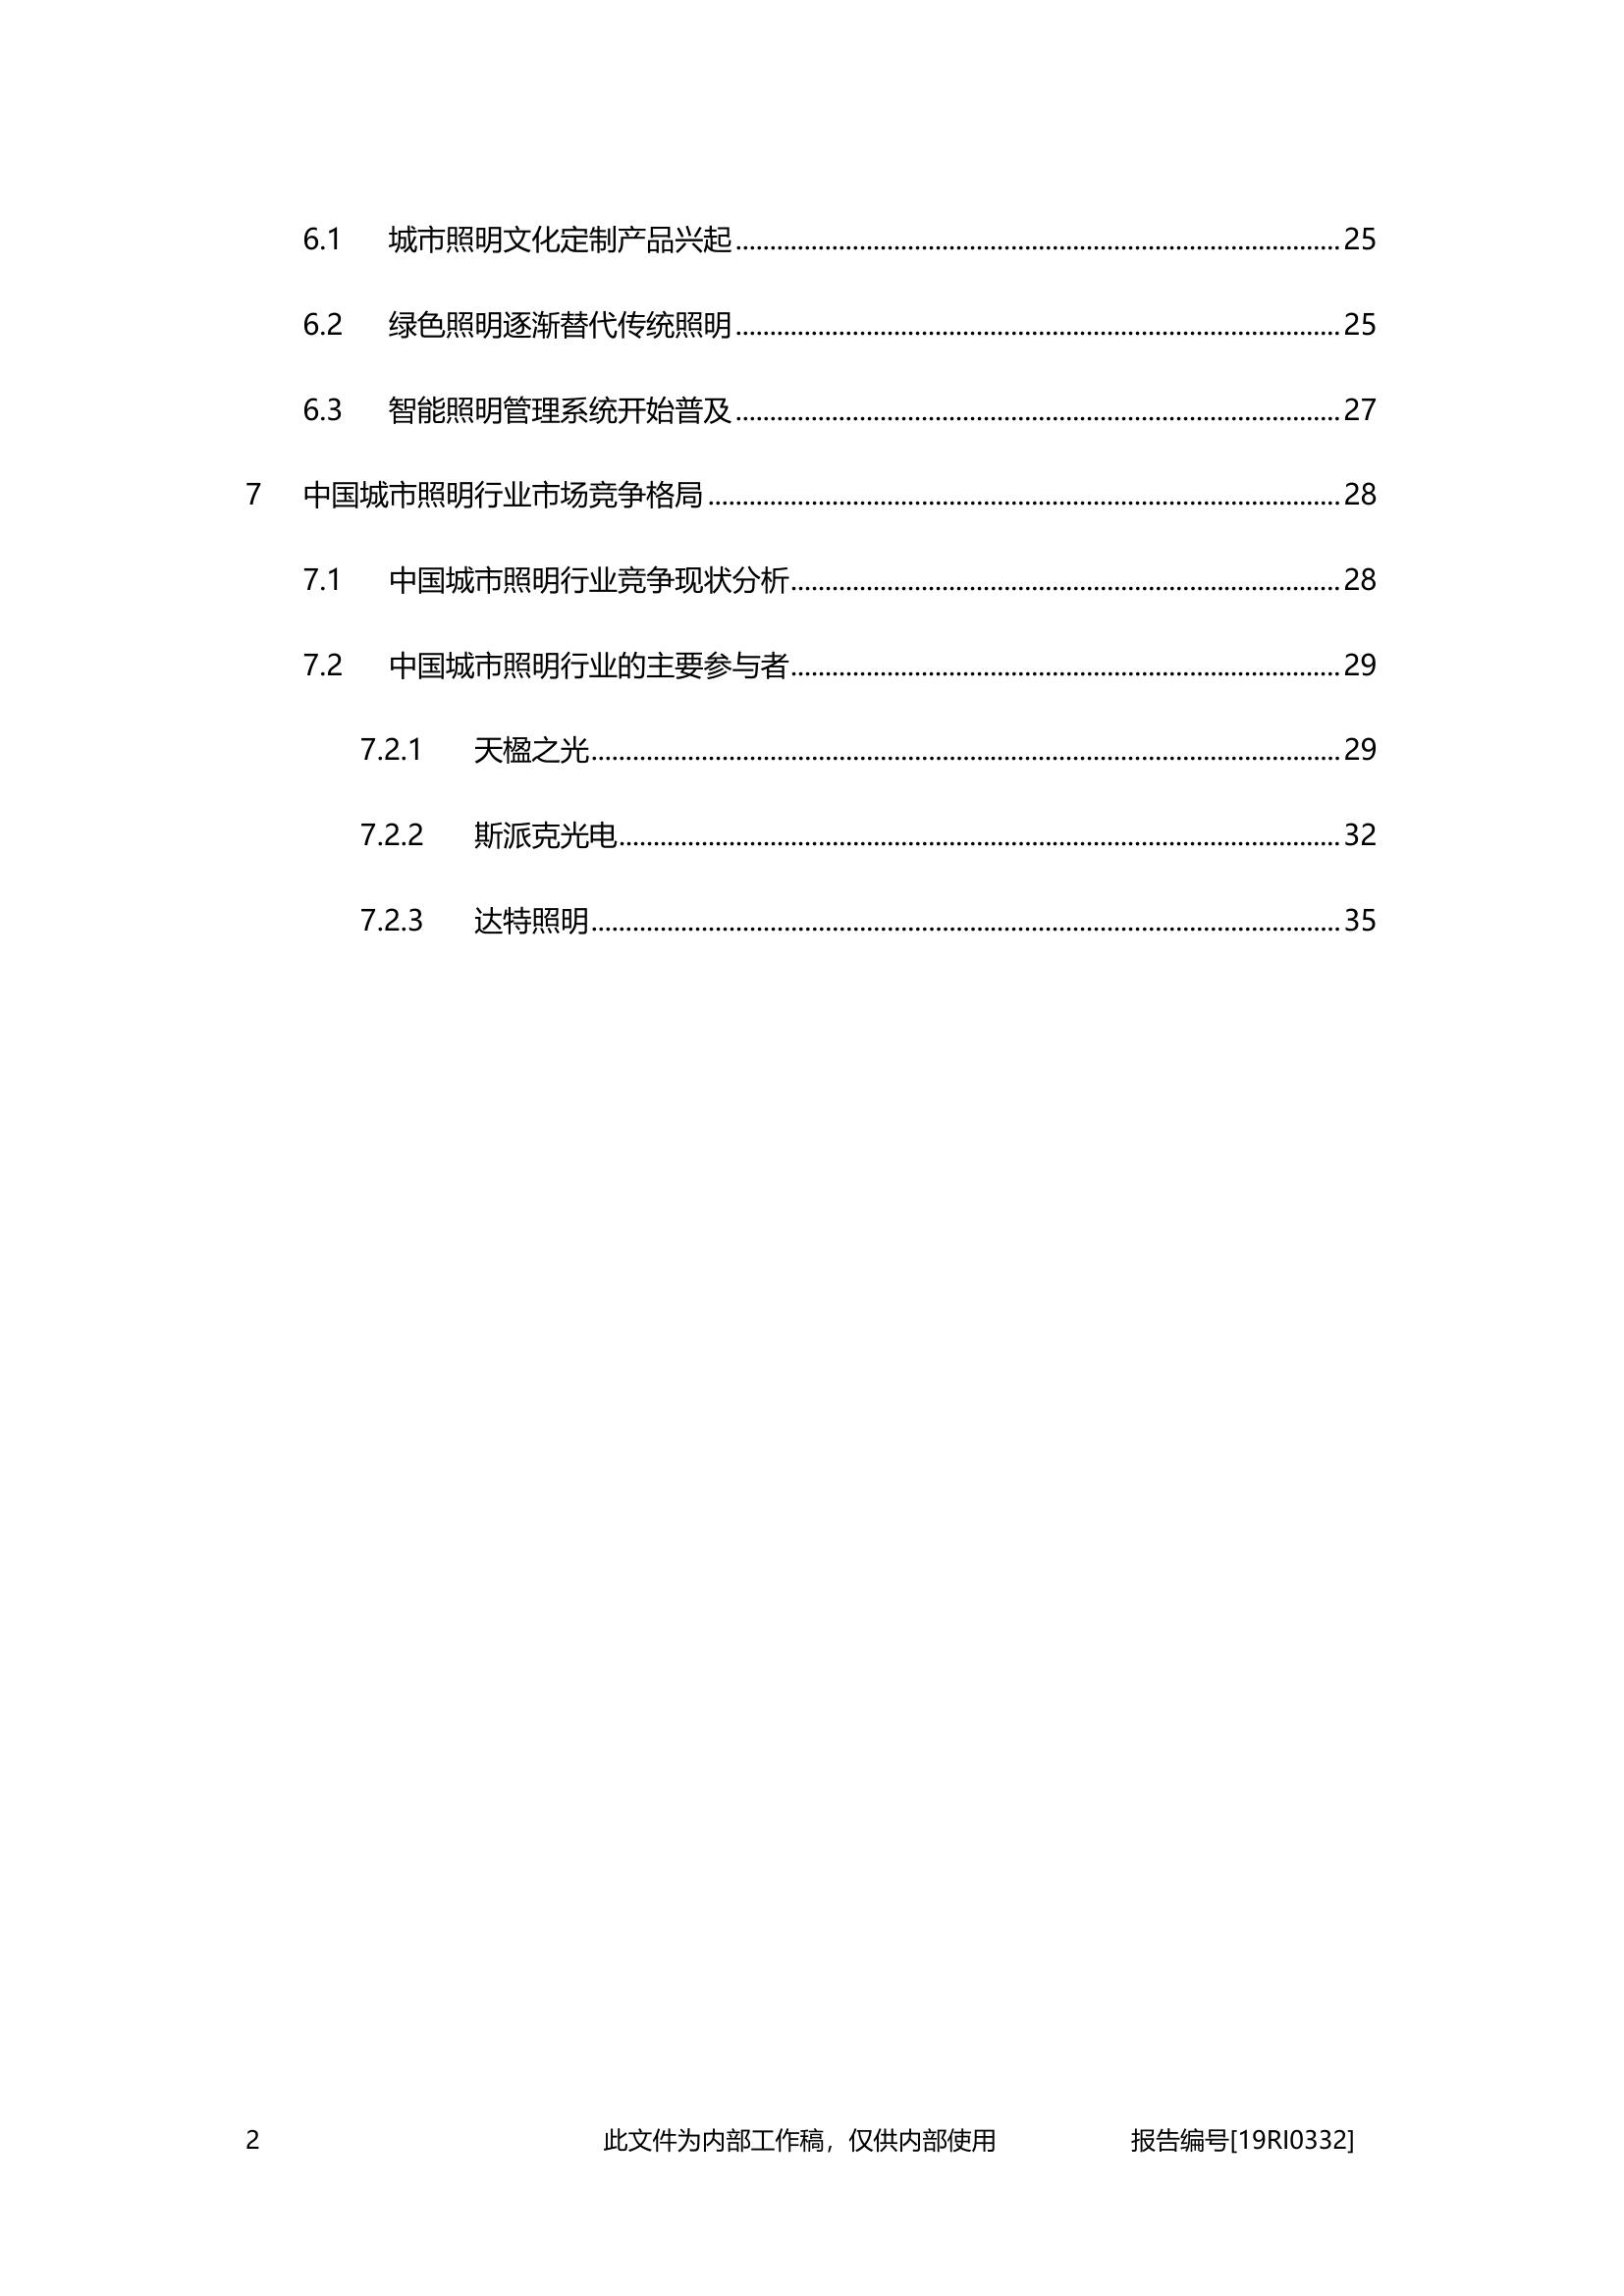 6.1 城市照明文化定制产品兴起........................................25
6.2 绿色照明逐渐替代传统照明........................................25
6.3 智能照明管理系统开始普及........................................27
7 中国城市照明行业市场竞争格局........................................28
7.1 中国城市照明行业竞争现状分析........................................28
7.2 中国城市照明行业的主要参与者........................................29
7.2.1 天楹之光........................................29
7.2.2 斯派克光电........................................32
7.2.3 达特照明........................................35
2 此文件为内部工作稿，仅供内部使用 报告编号[19RI0332]